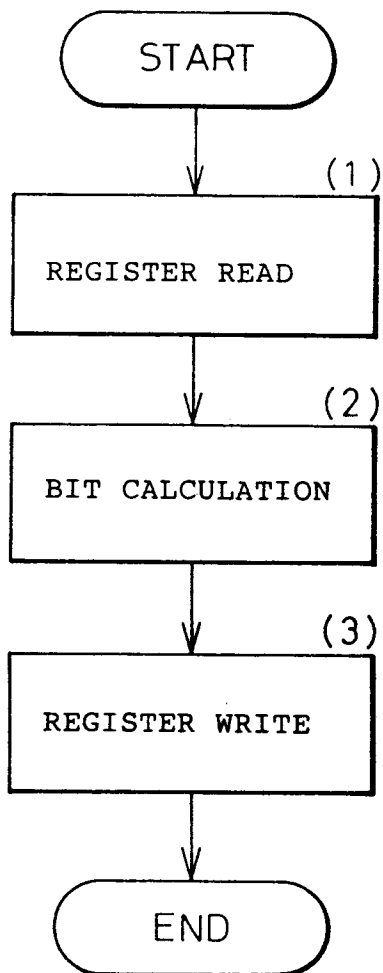 START
(1)
REGISTER READ
(2)
BIT CALCULATION
(3)
REGISTER WRITE
END